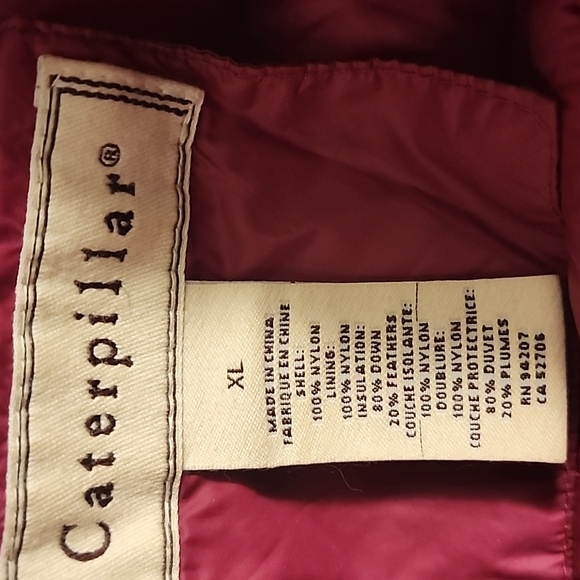 Caterpillar®
XL
MADE IN CHINA
FABRIQUE EN CHINE
SHELL:
100% NYLON
LINING:
100% NYLON
INSULATION:
80% DOWN
20% FEATHERS
COUCHE ISOLANTE:
100% NYLON
DOUBLURE:
100% NYLON
COUCHE PROTECTRICE:
80% DUVET
20% PLUMES
RN 94207
CA 52706